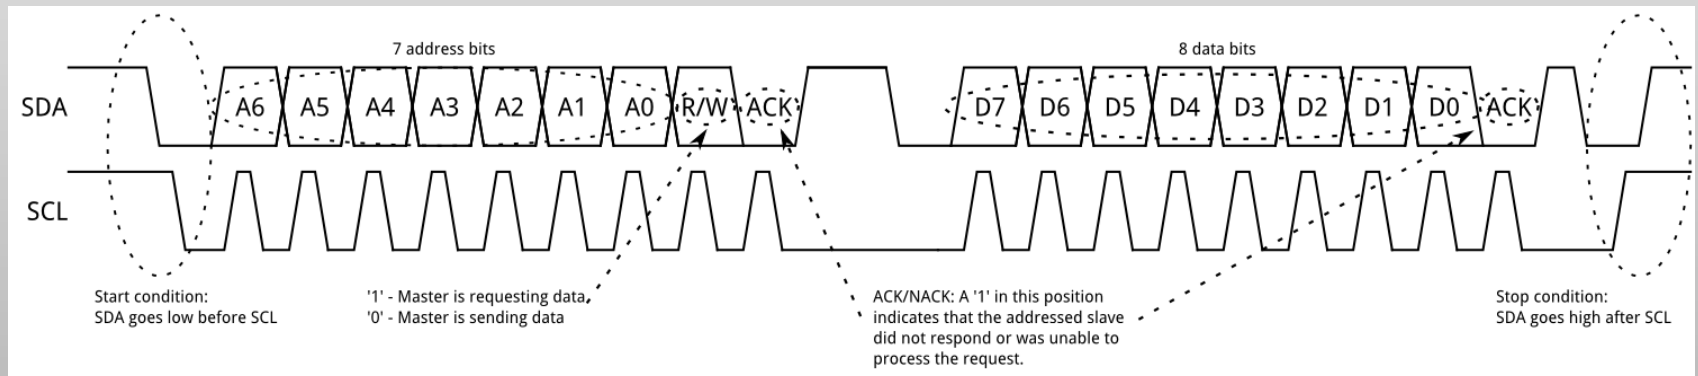 7 address bits
8 data bits
SDA A6 A5 A4 A3 A2 A1 A0 R/W ACK D7 D6 D5 D4 D3 D2 D1 D0 ACK
SCL
Start condition:
SDA goes low before SCL
'1' - Master is requesting data,
'0' - Master is sending data
ACK/NACK: A '1' in this position
indicates that the addressed slave
did not respond or was unable to
process the request.
Stop condition:
SDA goes high after SCL